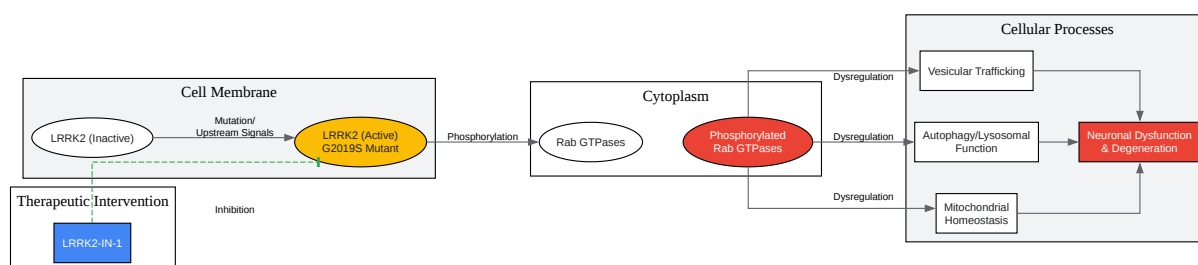 Cell Membrane
LRRK2 (Inactive)
Mutation/
Upstream Signals
LRRK2 (Active)
G2019S Mutant
Therapeutic Intervention
LRRK2-IN-1
Inhibition
Phosphorylation
Cytoplasm
Rab GTPases
Phosphorylated
Rab GTPases
Dysregulation
Dysregulation
Dysregulation
Cellular Processes
Vesicular Trafficking
Autophagy/Lysosomal
Function
Mitochondrial
Homeostasis
Neuronal Dysfunction
& Degeneration